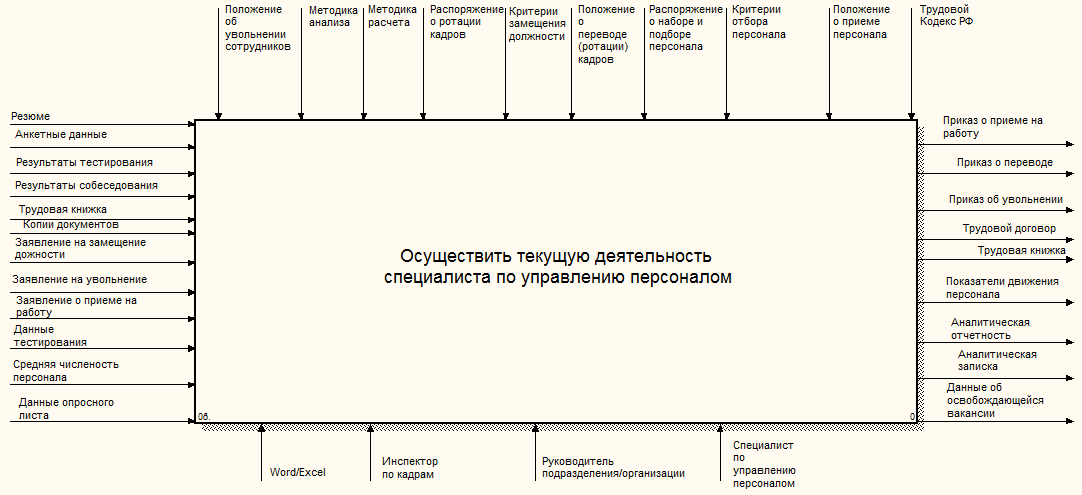 Положение
об
увольнении
сотрудников
Методика
анализа
Методика
расчета
Распоряжение
о ротации
кадров
Критерии
замещения
должности
Положение
о
переводе
(ротации)
кадров
Распоряжение
о наборе и
подборе
персонала
Критерии
отбора
персонала
Положение
о приеме
персонала
Трудовой
Кодекс РФ
Резюме
Анкетные данные
Результаты тестирования
Результаты собеседования
Трудовая книжка
Копии документов
Заявление на замещение
дожности
Заявление на увольнение
Заявление о приеме на
работу
Данные
тестирования
Средняя численость
персонала
Данные опросного
листа
Осуществить текущую деятельность
специалиста по управлению персоналом
0б.
0
Приказ о приеме на
работу
Приказ о переводе
Приказ об увольнении
Трудовой договор
Трудовая книжка
Показатели движения
персонала
Аналитическая
отчетность
Аналитическая
записка
Данные об
освобождающейся
вакансии
Word/Excel
Инспектор
по кадрам
Руководитель
подразделения/организации
Специалист
по
управлению
персоналом